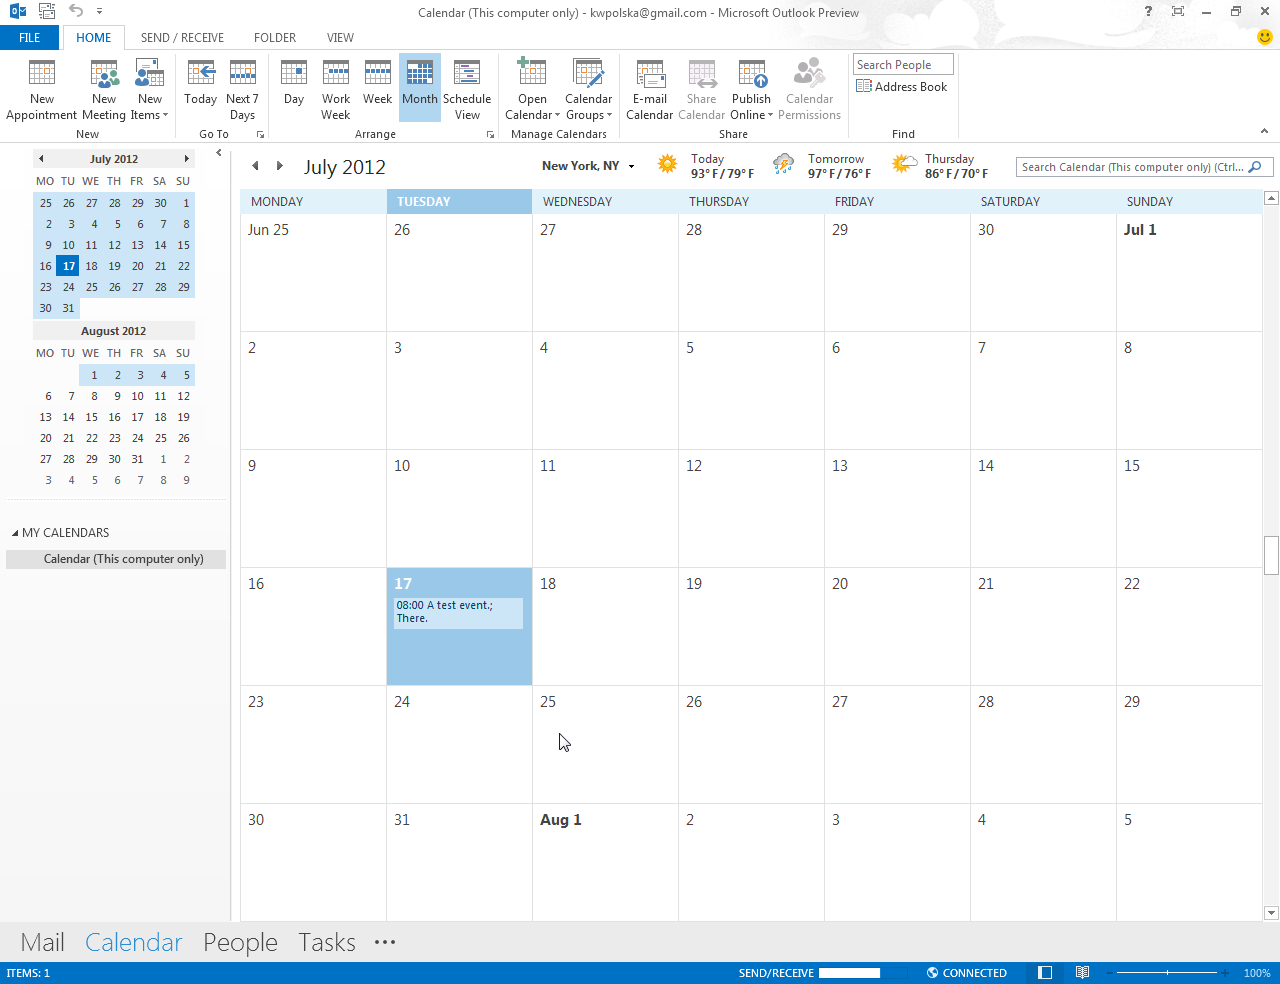 Calendar (This computer only) - kwpolska@gmail.com - Microsoft Outlook Preview
?
FILE HOME SEND / RECEIVE FOLDER VIEW
New Appointment
New Meeting
New Items
New
Today
Next 7 Days
Go To
Day
Work Week
Week
Month
Schedule View
Arrange
Open Calendar
Calendar Groups
Manage Calendars
E-mail Calendar
Share Calendar
Publish Online
Calendar Permissions
Share
Search People
Address Book
Find
July 2012
MO TU WE TH FR SA SU
25 26 27 28 29 30 1
2 3 4 5 6 7 8
9 10 11 12 13 14 15
16 17 18 19 20 21 22
23 24 25 26 27 28 29
30 31
August 2012
MO TU WE TH FR SA SU
1 2 3 4 5
6 7 8 9 10 11 12
13 14 15 16 17 18 19
20 21 22 23 24 25 26
27 28 29 30 31 1 2
3 4 5 6 7 8 9
MY CALENDARS
Calendar (This computer only)
July 2012
New York, NY
Today
93° F / 79° F
Tomorrow
97° F / 76° F
Thursday
86° F / 70° F
Search Calendar (This computer only) (Ctrl...
MONDAY TUESDAY WEDNESDAY THURSDAY FRIDAY SATURDAY SUNDAY
Jun 25 26 27 28 29 30 Jul 1
2 3 4 5 6 7 8
9 10 11 12 13 14 15
16 17 18 19 20 21 22
08:00 A test event.;
There.
23 24 25 26 27 28 29
30 31 Aug 1 2 3 4 5
Mail Calendar People Tasks •••
ITEMS: 1
SEND/RECEIVE
CONNECTED
100%